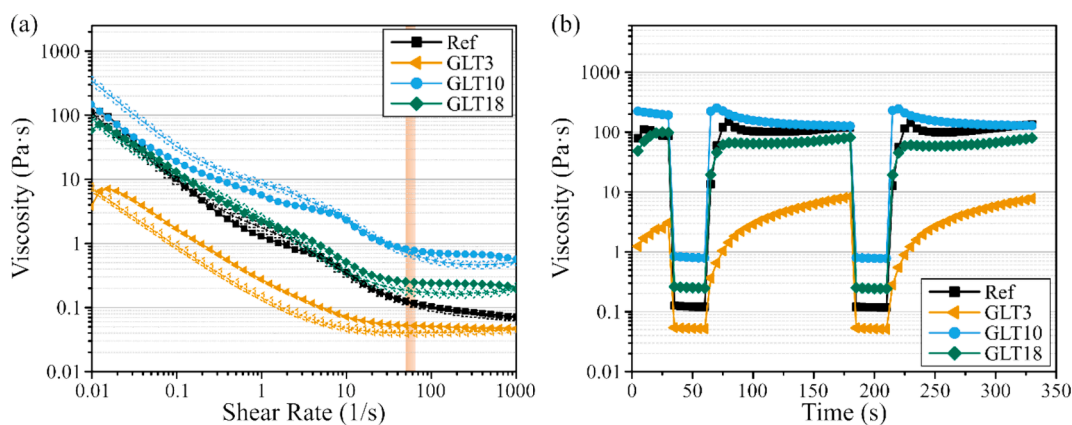 (a)
1000
100
10
1
0.1
0.01
Viscosity (Pa·s)
Ref
GLT3
GLT10
GLT18
0.01 0.1 1 10 100 1000
Shear Rate (1/s)
(b)
1000
100
10
1
0.1
0.01
Viscosity (Pa·s)
Ref
GLT3
GLT10
GLT18
0 50 100 150 200 250 300 350
Time (s)